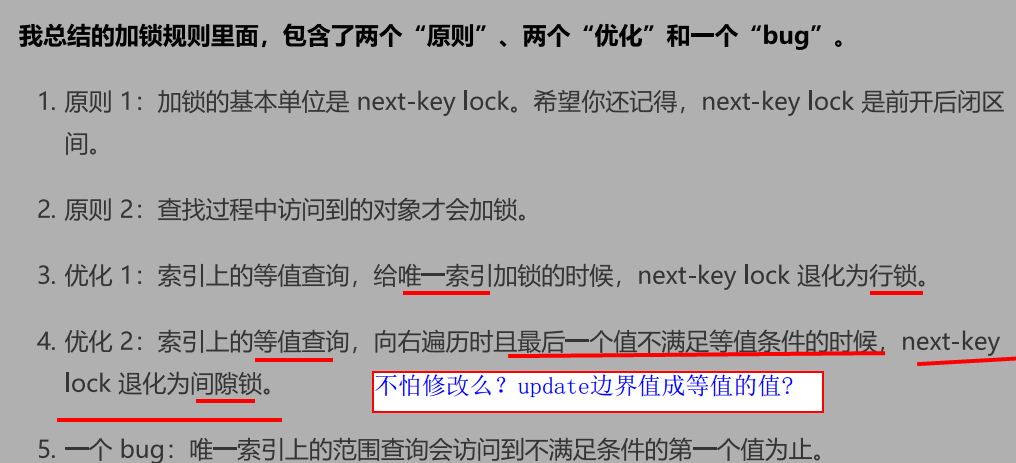 我总结的加锁规则里面，包含了两个“原则”、两个“优化”和一个“bug”。
1. 原则 1：加锁的基本单位是 next-key lock。希望你还记得，next-key lock 是前开后闭区
间。
2. 原则 2：查找过程中访问到的对象才会加锁。
3. 优化 1：索引上的等值查询，给唯一索引加锁的时候，next-key lock 退化为行锁。
4. 优化 2：索引上的等值查询，向右遍历时且最后一个值不满足等值条件的时候，next-key
lock 退化为间隙锁。
不怕修改么？update边界值成等值的值?
5. 一个 bug：唯一索引上的范围查询会访问到不满足条件的第一个值为止。